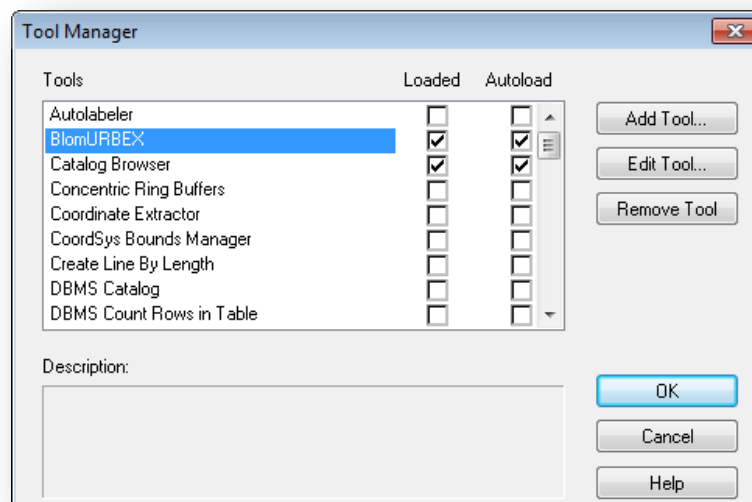 Tool Manager
Tools Loaded Autoload
Autolabeler
BlomURBEX
Catalog Browser
Concentric Ring Buffers
Coordinate Extractor
CoordSys Bounds Manager
Create Line By Length
DBMS Catalog
DBMS Count Rows in Table
Add Tool...
Edit Tool...
Remove Tool
Description:
OK
Cancel
Help